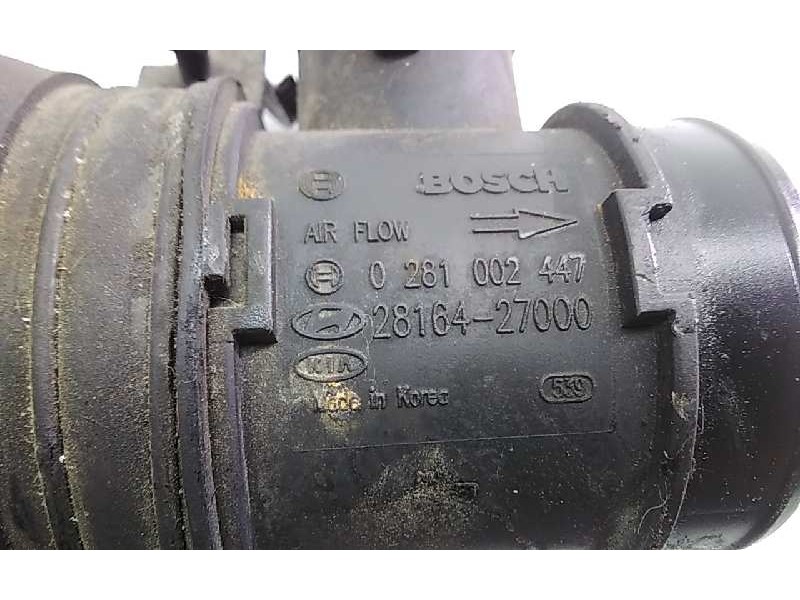 BOSCH
AIR FLOW
0 281 002 447
28164-27000
KIA
539
Made in Korea